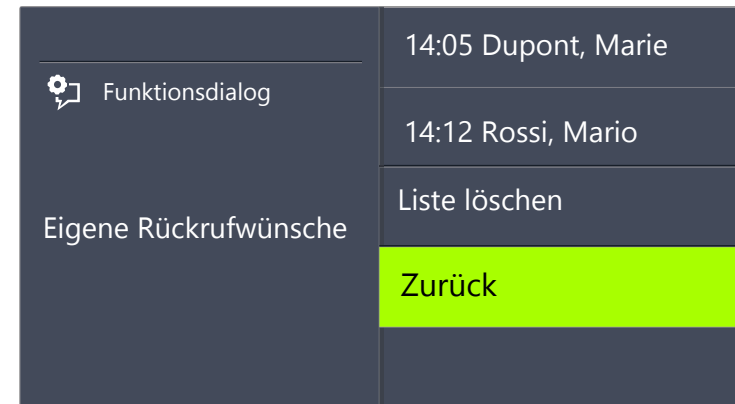 Funktionsdialog
Eigene Rückrufwünsche
14:05 Dupont, Marie
14:12 Rossi, Mario
Liste löschen
Zurück